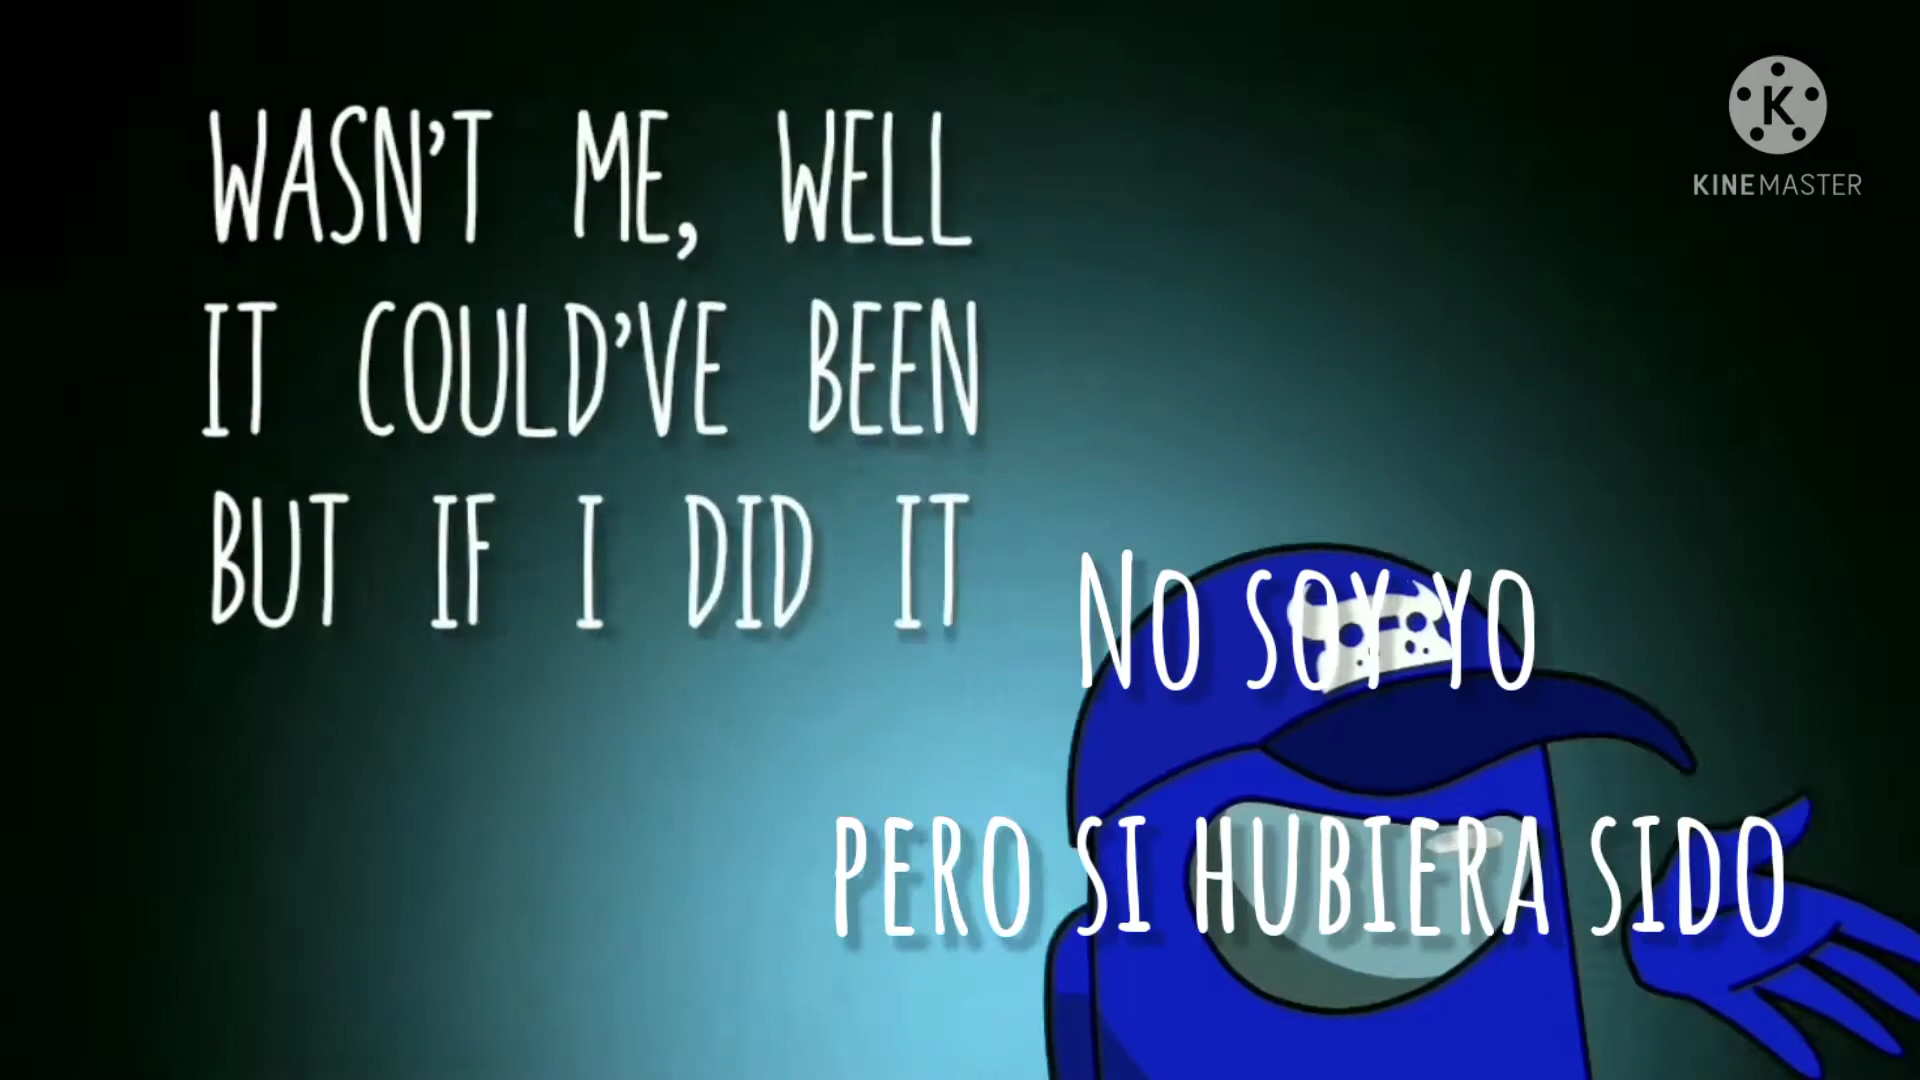 WASN'T ME, WELL
IT COULD'VE BEEN
BUT IF I DID IT
No soy yo
pero si hubiera sido
K
KINEMASTER